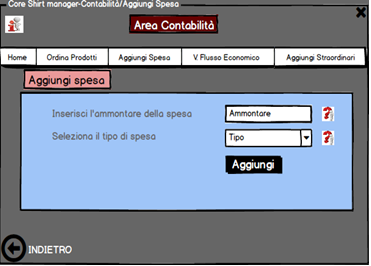 Core Shirt manager-Contabilità/Aggiungi Spesa
Area Contabilità
Home Ordina Prodotti Aggiungi Spesa V. Flusso Economico Aggiungi Straordinari
Aggiungi spesa
Inserisci l'ammontare della spesa Ammontare
Seleziona il tipo di spesa Tipo
Aggiungi
INDIETRO